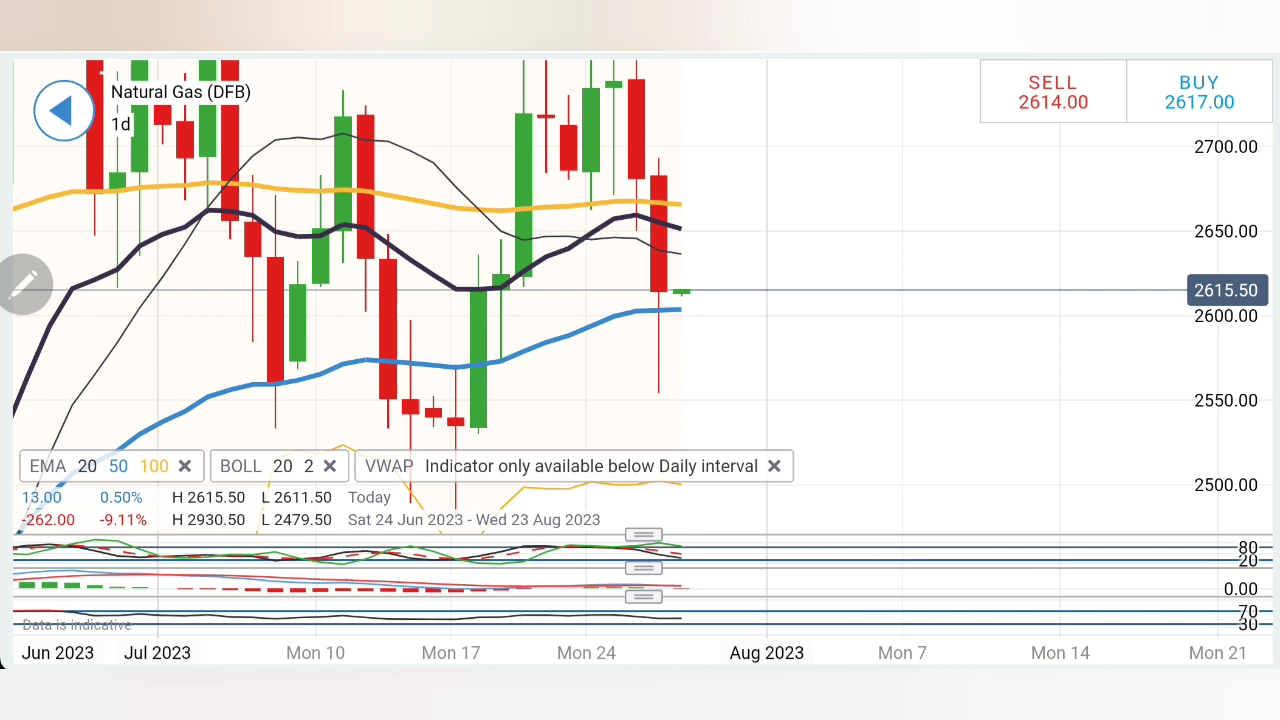 Natural Gas (DFB)
1d
SELL
2614.00
BUY
2617.00
2700.00
2650.00
2615.50
2600.00
2550.00
2500.00
EMA 20 50 100
BOLL 20 2
VWAP Indicator only available below Daily interval
13.00 0.50% H 2615.50 L 2611.50 Today
-262.00 -9.11% H 2930.50 L 2479.50 Sat 24 Jun 2023 - Wed 23 Aug 2023
80
20
0.00
70
30
Data is indicative
Jun 2023 Jul 2023 Mon 10 Mon 17 Mon 24 Aug 2023 Mon 7 Mon 14 Mon 21